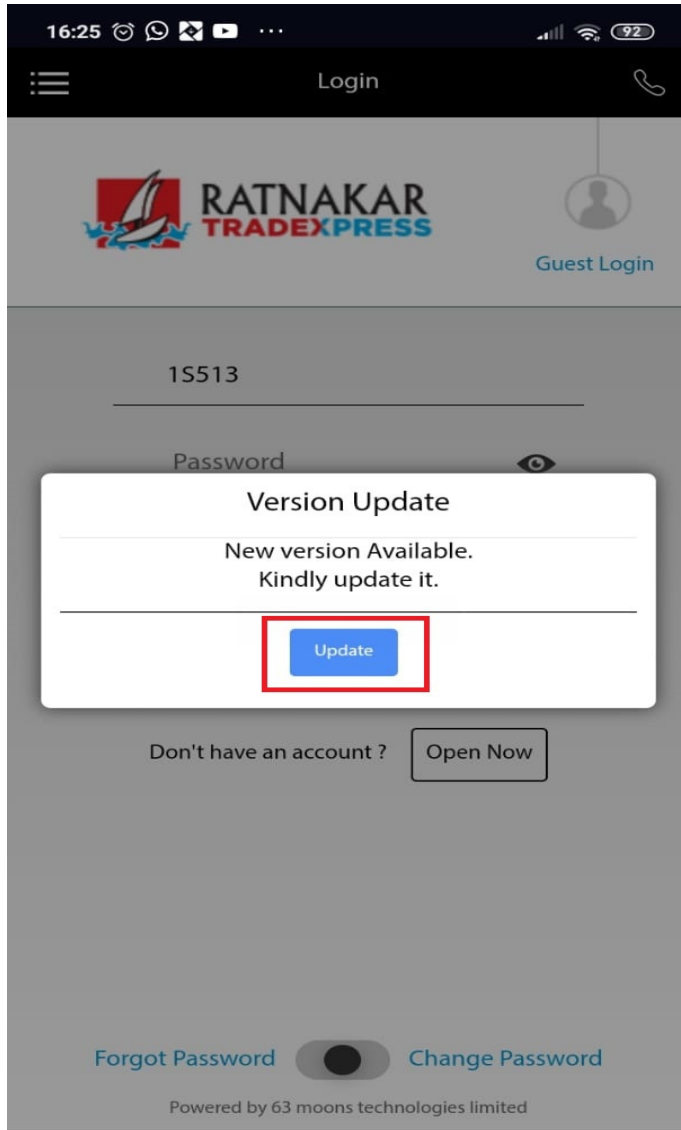 16:25
92
Login
RATNAKAR
TRADEXPRESS
Guest Login
1S513
Password
Version Update
New version Available.
Kindly update it.
Update
Don't have an account ? Open Now
Forgot Password Change Password
Powered by 63 moons technologies limited